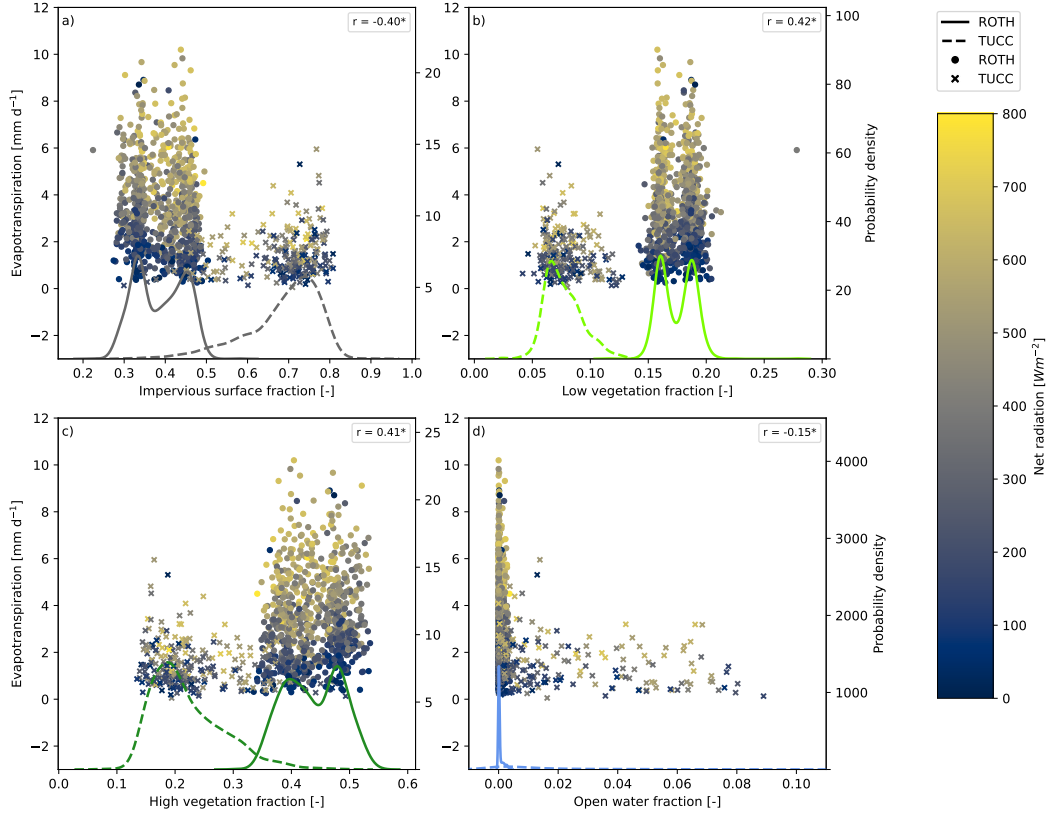 a)
r = -0.40*
12
10
8
6
4
2
0
−2
Evapotranspiration [mm d⁻¹]
20
15
10
5
0.2 0.3 0.4 0.5 0.6 0.7 0.8 0.9 1.0
Impervious surface fraction [-]
b)
r = 0.42*
12
10
8
6
4
2
0
−2
100
80
60
40
20
Probability density
0.00 0.05 0.10 0.15 0.20 0.25 0.30
Low vegetation fraction [-]
c)
r = 0.41*
12
10
8
6
4
2
0
−2
Evapotranspiration [mm d⁻¹]
25
20
15
10
5
0.0 0.1 0.2 0.3 0.4 0.5 0.6
High vegetation fraction [-]
d)
r = -0.15*
12
10
8
6
4
2
0
−2
4000
3000
2000
1000
Probability density
0.00 0.02 0.04 0.06 0.08 0.10
Open water fraction [-]
ROTH
TUCC
ROTH
TUCC
800
700
600
500
400
300
200
100
0
Net radiation [Wm⁻²]